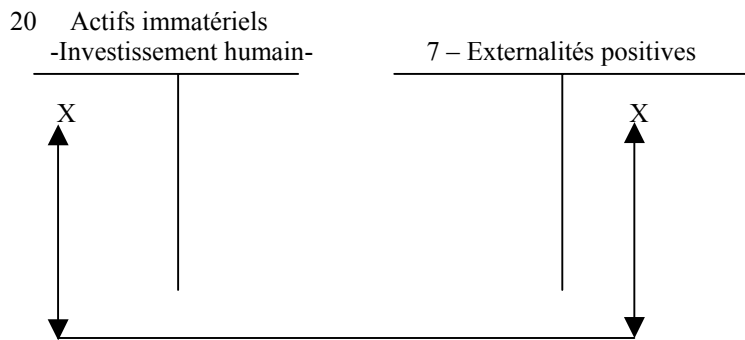 20 Actifs immatériels
-Investissement humain-
7 – Externalités positives
X
X